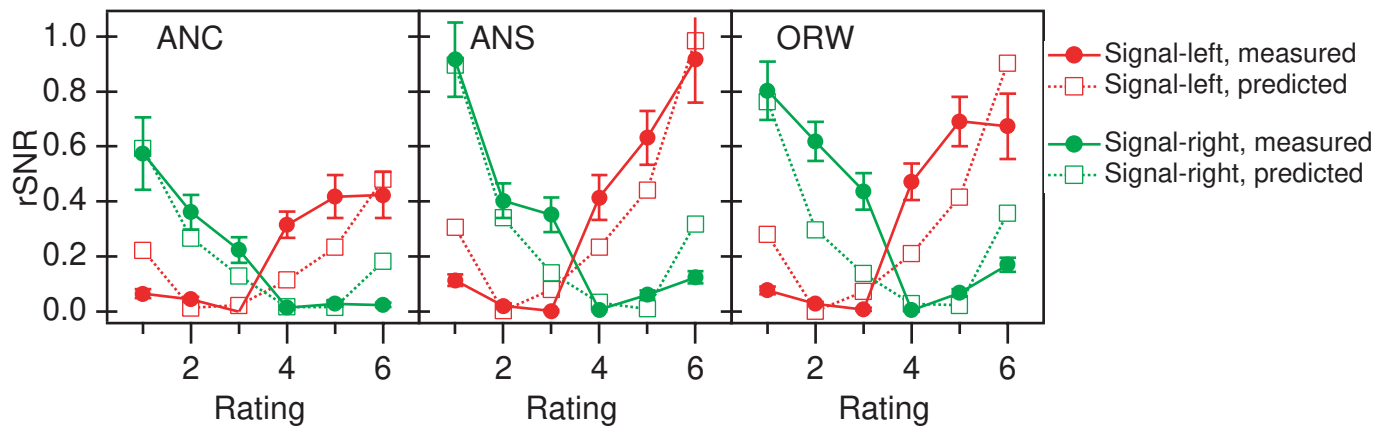 ANC ANS ORW
rSNR
1.0
0.8
0.6
0.4
0.2
0.0
2 4 6 2 4 6 2 4 6
Rating Rating Rating
Signal-left, measured
Signal-left, predicted
Signal-right, measured
Signal-right, predicted